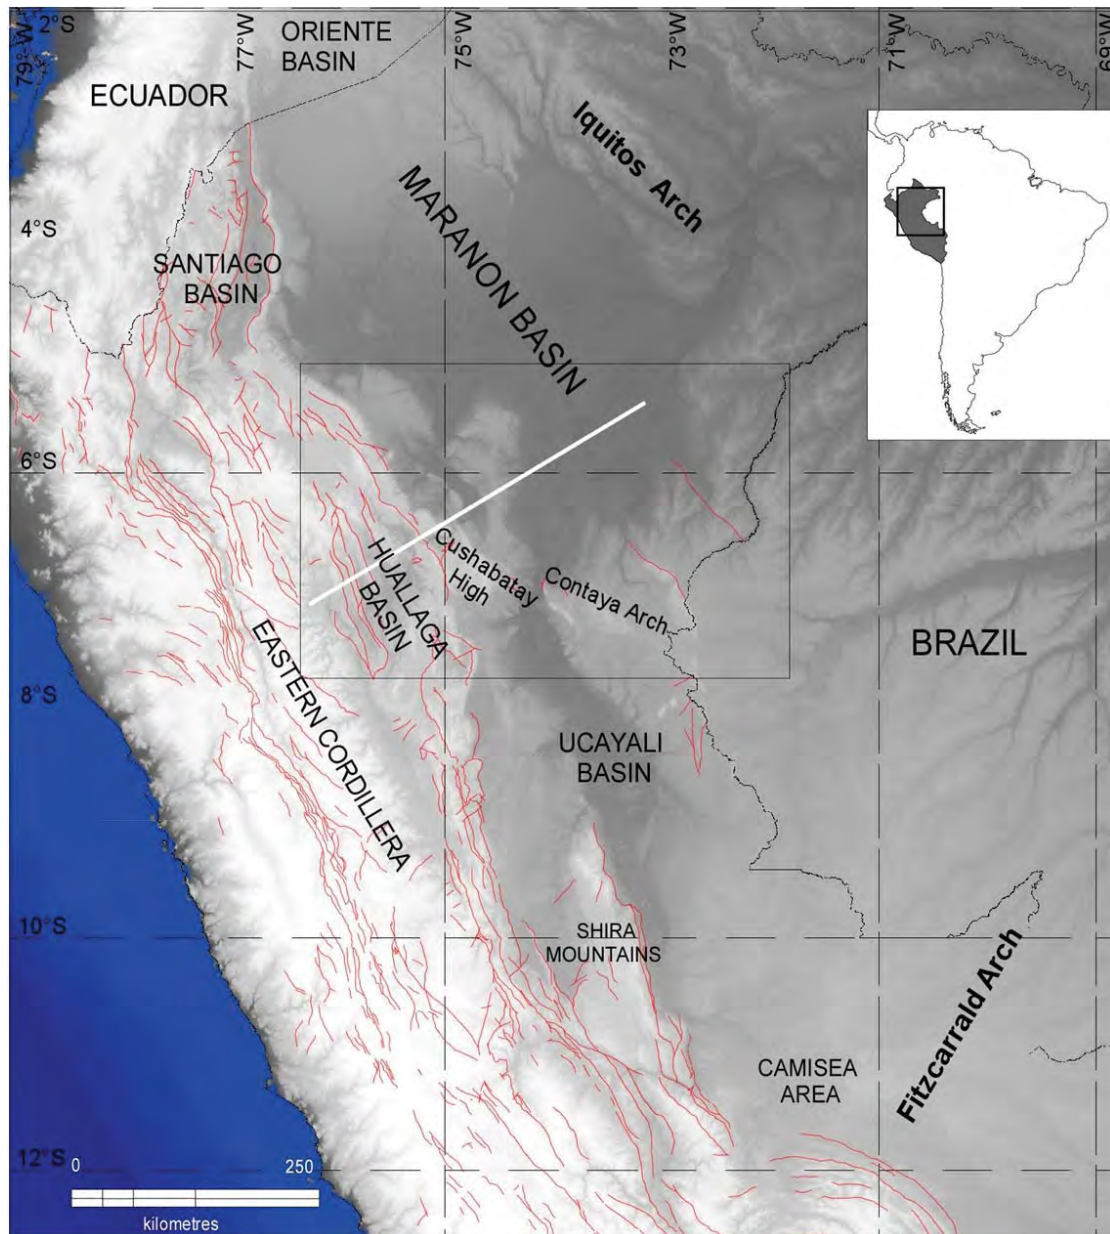 2°S
79°W
77°W
75°W
73°W
71°W
69°W
ORIENTE
BASIN
ECUADOR
Iquitos Arch
MARANON BASIN
4°S
SANTIAGO
BASIN
6°S
HUALLAGA
BASIN
Cushabatay
High
Contaya Arch
EASTERN CORDILLERA
BRAZIL
8°S
UCAYALI
BASIN
10°S
SHIRA
MOUNTAINS
Fitzcarrald Arch
CAMISEA
AREA
12°S
0 250
kilometres